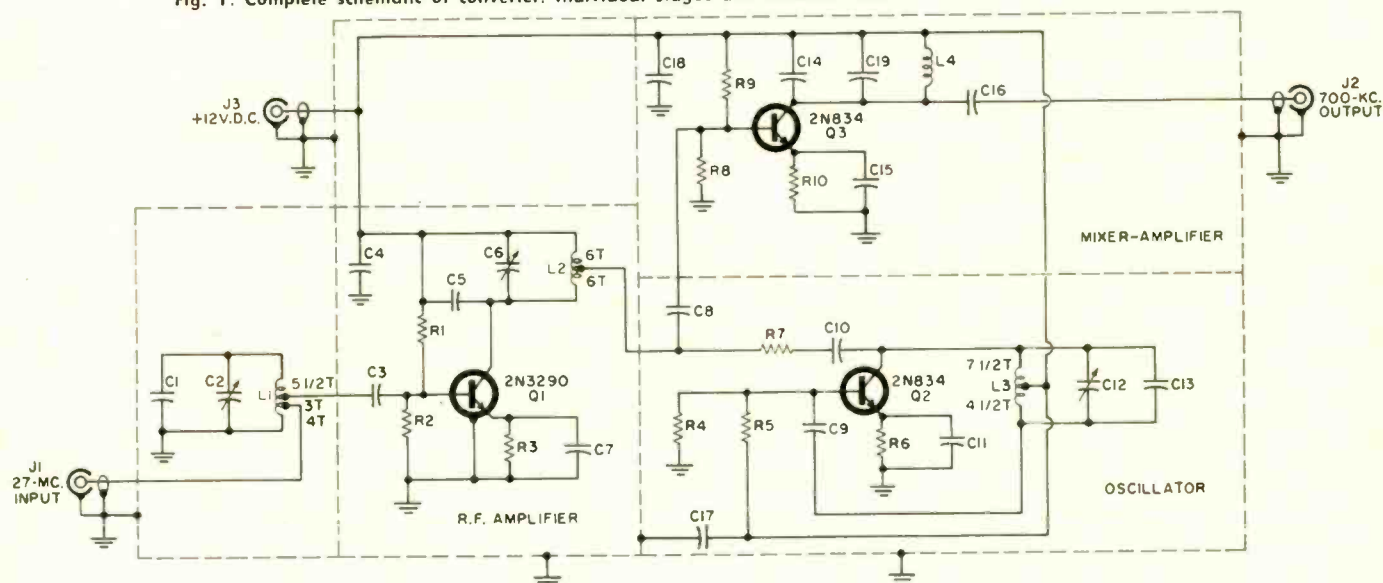 Fig. 1. Complete schematic of converter. Individual stages
C18
R9
C14
C19
L4
C16
J3
+12V.D.C.
J2
700-KC.
OUTPUT
2N834
Q3
R8
R10
C15
MIXER-AMPLIFIER
C4
C6
L2
6T
6T
C5
R1
C8
R7
C10
C1
C2
L1
5 1/2T
3T
4T
C3
2N3290
Q1
R2
R3
C7
2N834
Q2
7 1/2T
L3
4 1/2T
C12
C13
R4
R5
C9
R6
C11
J1
27-MC.
INPUT
R.F. AMPLIFIER
C17
OSCILLATOR